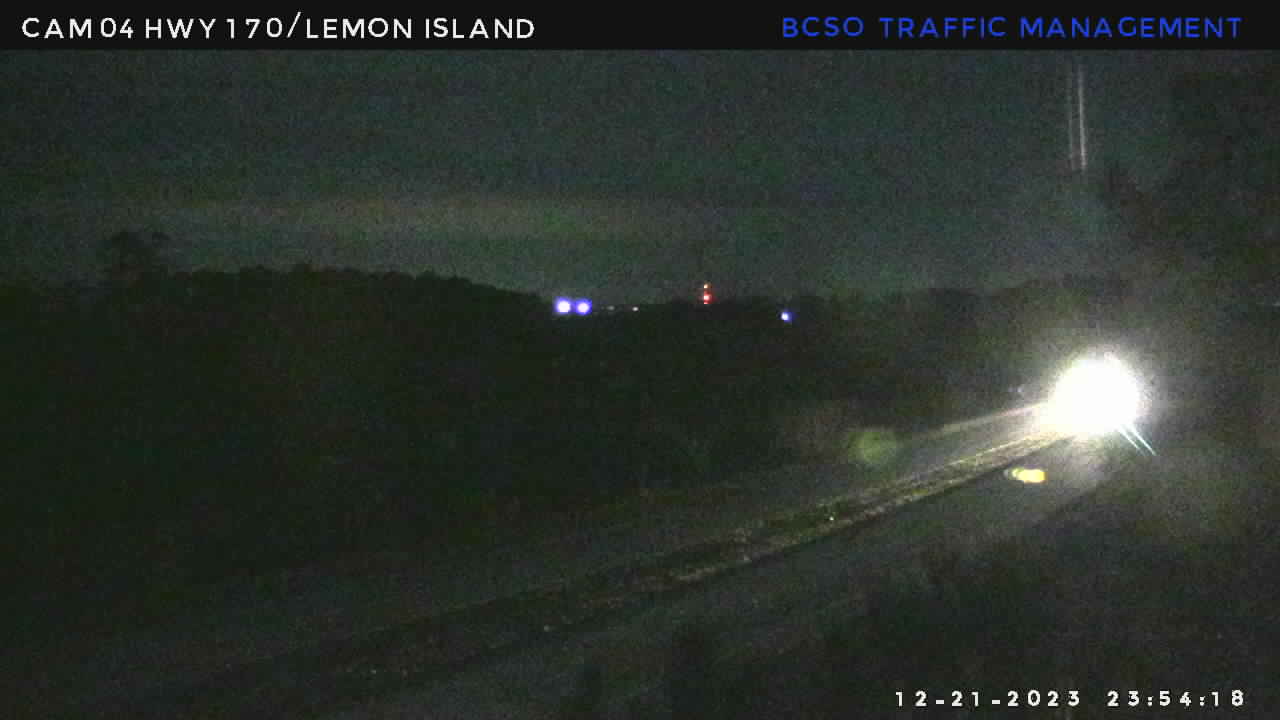 CAM04 HWY 170/LEMON ISLAND
BCSO TRAFFIC MANAGEMENT
12-21-2023 23:54:18